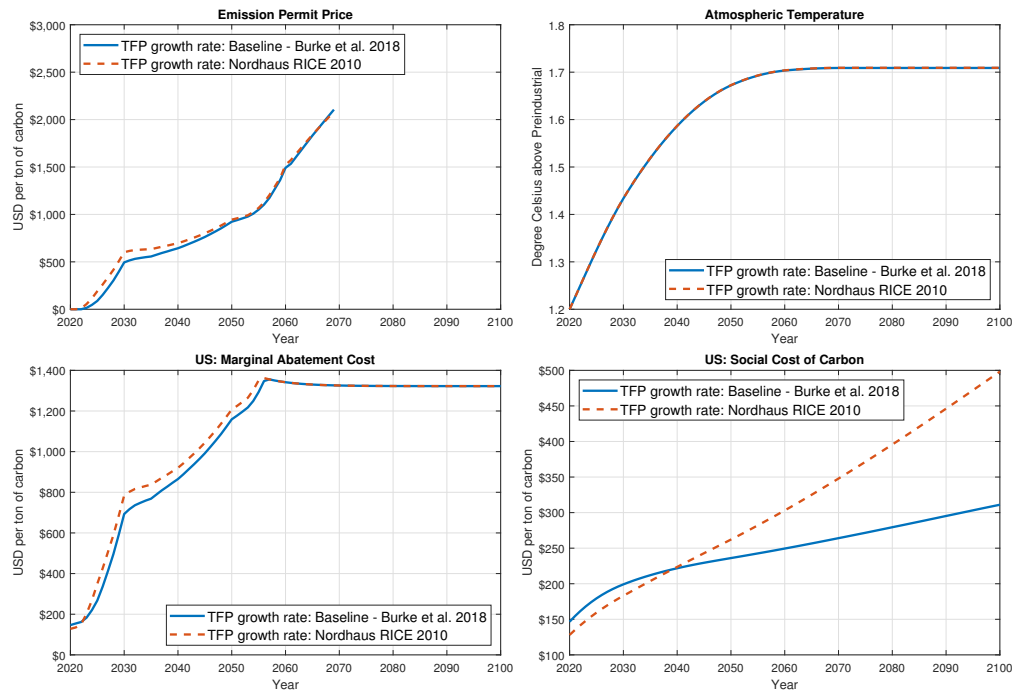 Emission Permit Price
$3,000
$2,500
$2,000
$1,500
$1,000
$500
$0
USD per ton of carbon
TFP growth rate: Baseline - Burke et al. 2018
TFP growth rate: Nordhaus RICE 2010
2020 2030 2040 2050 2060 2070 2080 2090 2100
Year
Atmospheric Temperature
1.8
1.7
1.6
1.5
1.4
1.3
1.2
Degree Celsius above Preindustrial
TFP growth rate: Baseline - Burke et al. 2018
TFP growth rate: Nordhaus RICE 2010
2020 2030 2040 2050 2060 2070 2080 2090 2100
Year
US: Marginal Abatement Cost
$1,400
$1,200
$1,000
$800
$600
$400
$200
$0
USD per ton of carbon
TFP growth rate: Baseline - Burke et al. 2018
TFP growth rate: Nordhaus RICE 2010
2020 2030 2040 2050 2060 2070 2080 2090 2100
Year
US: Social Cost of Carbon
$500
$450
$400
$350
$300
$250
$200
$150
$100
USD per ton of carbon
TFP growth rate: Baseline - Burke et al. 2018
TFP growth rate: Nordhaus RICE 2010
2020 2030 2040 2050 2060 2070 2080 2090 2100
Year